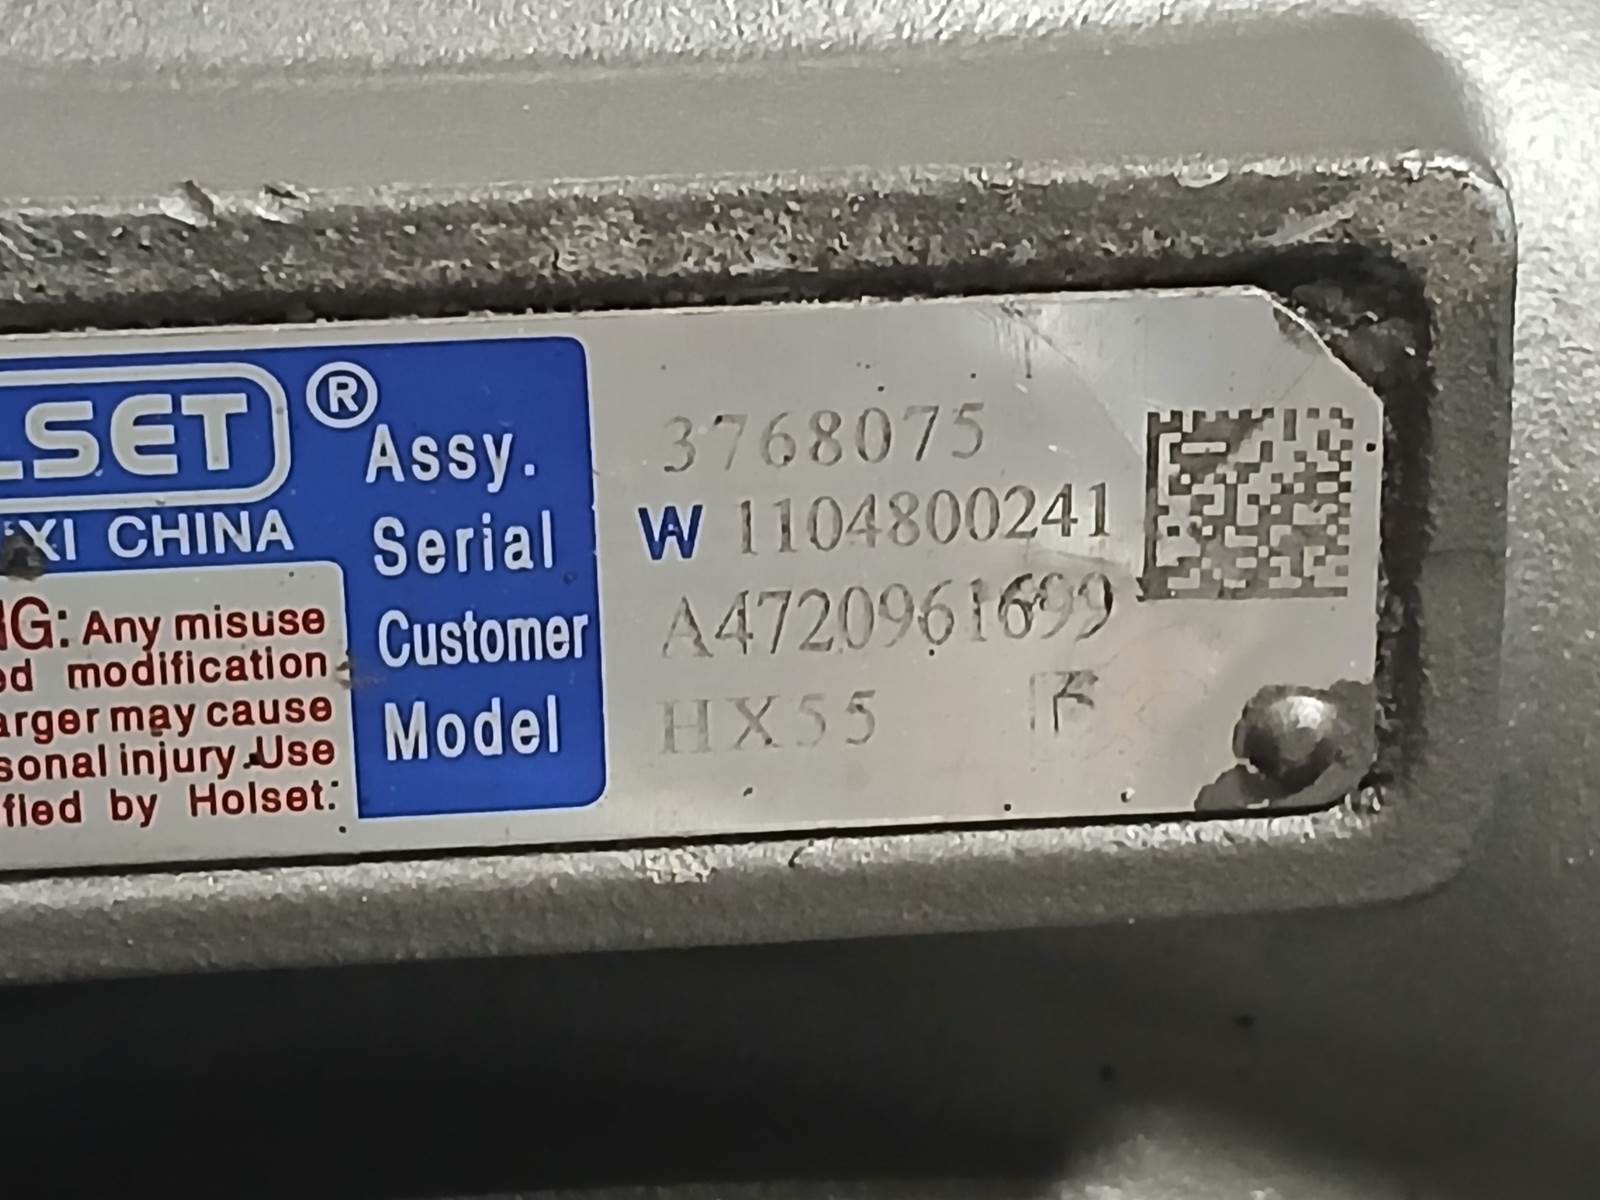 LSET ®
XI CHINA
Assy. 3768075
Serial W 1104800241
Customer A4720961699
Model HX55
G: Any misuse
ed modification
arger may cause
sonal injury. Use
fied by Holset.